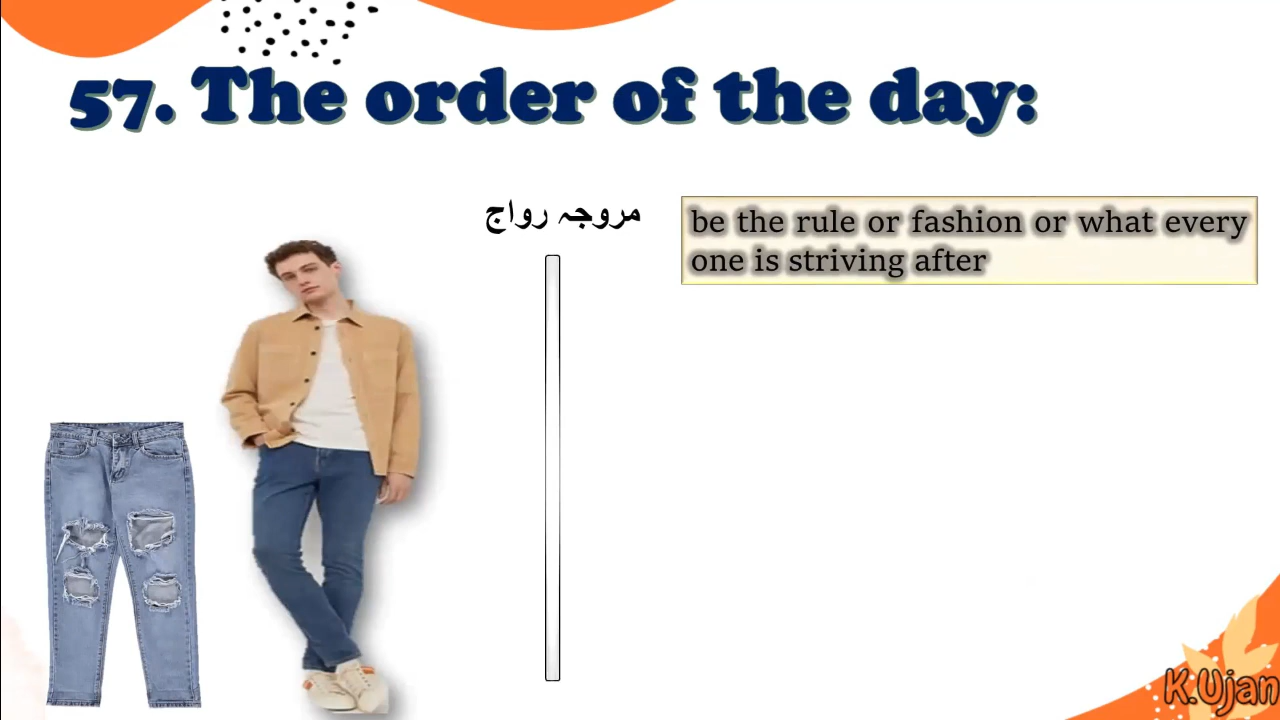 57. The order of the day:
مروجہ رواج
be the rule or fashion or what every
one is striving after
K.Ujan